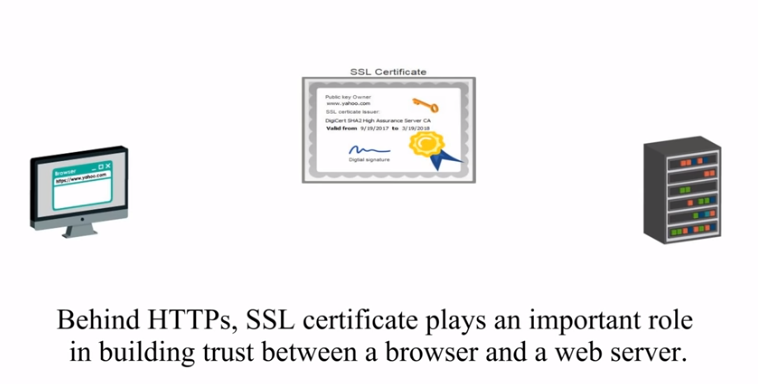 SSL Certificate
Public key Owner
www.yahoo.com
SSL cerficate issuer:
DigiCert SHA2 High Assurance Server CA
Valid from 9/19/2017 to 3/19/2018
Digital signature
Browser
https://www.yahoo.com
Behind HTTPs, SSL certificate plays an important role
in building trust between a browser and a web server.